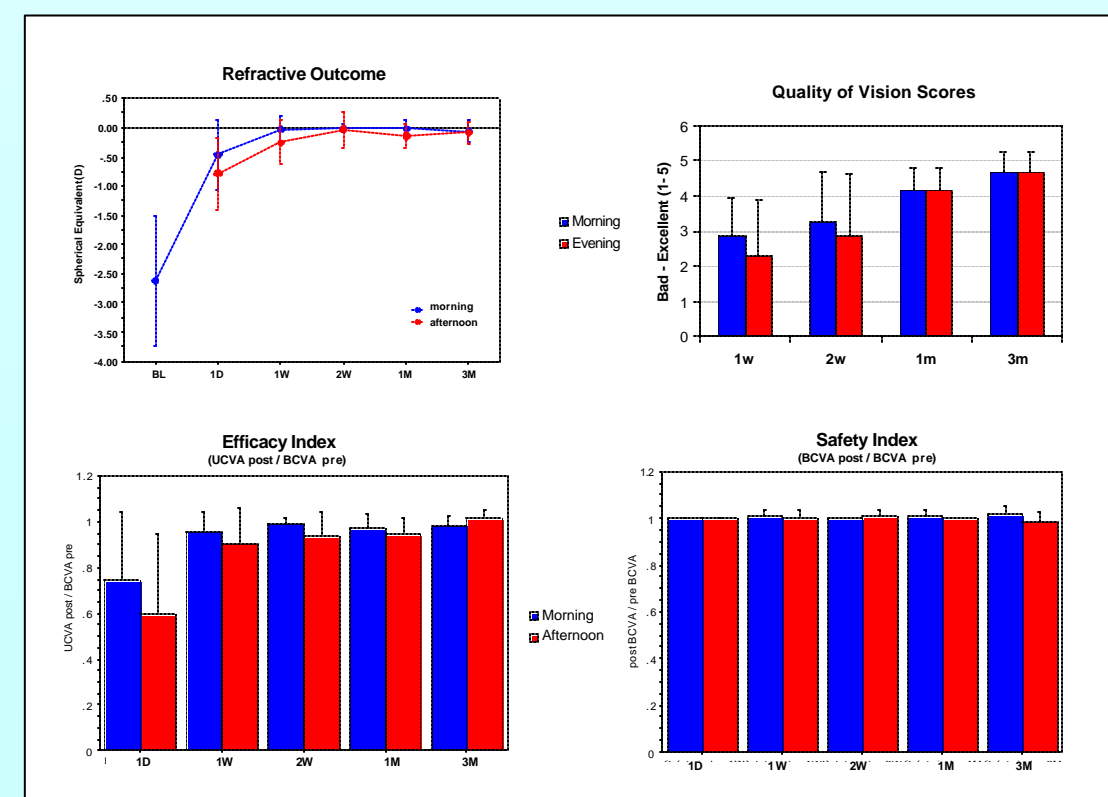 Refractive Outcome
.50
0.00
-.50
-1.00
-1.50
-2.00
-2.50
-3.00
-3.50
-4.00
Spherical Equivalent(D)
morning
afternoon
BL 1D 1W 2W 1M 3M
Quality of Vision Scores
6
5
4
3
2
1
0
Bad - Excellent (1- 5)
Morning
Evening
1w 2w 1m 3m
Efficacy Index
(UCVA post / BCVA pre)
1.2
1
.8
.6
.4
.2
0
UCVA post / BCVA pre
1D 1W 2W 1M 3M
Morning
Afternoon
Safety Index
(BCVA post / BCVA pre)
1.2
1
.8
.6
.4
.2
0
post BCVA / pre BCVA
1D 1W 2W 1M 3M